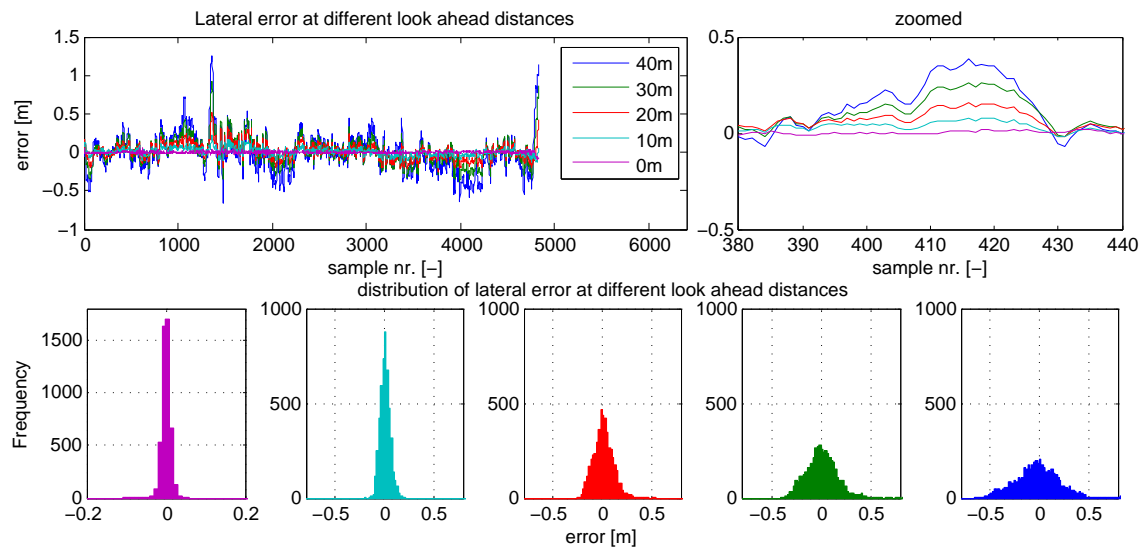 Lateral error at different look ahead distances
1.5
1
0.5
0
−0.5
−1
error [m]
0 1000 2000 3000 4000 5000 6000
sample nr. [−]
40m
30m
20m
10m
0m
zoomed
0.5
0
−0.5
380 390 400 410 420 430 440
sample nr. [−]
distribution of lateral error at different look ahead distances
Frequency
1500
1000
500
0
−0.2 0 0.2
1000
500
0
−0.5 0 0.5
1000
500
0
−0.5 0 0.5
1000
500
0
−0.5 0 0.5
1000
500
0
−0.5 0 0.5
error [m]